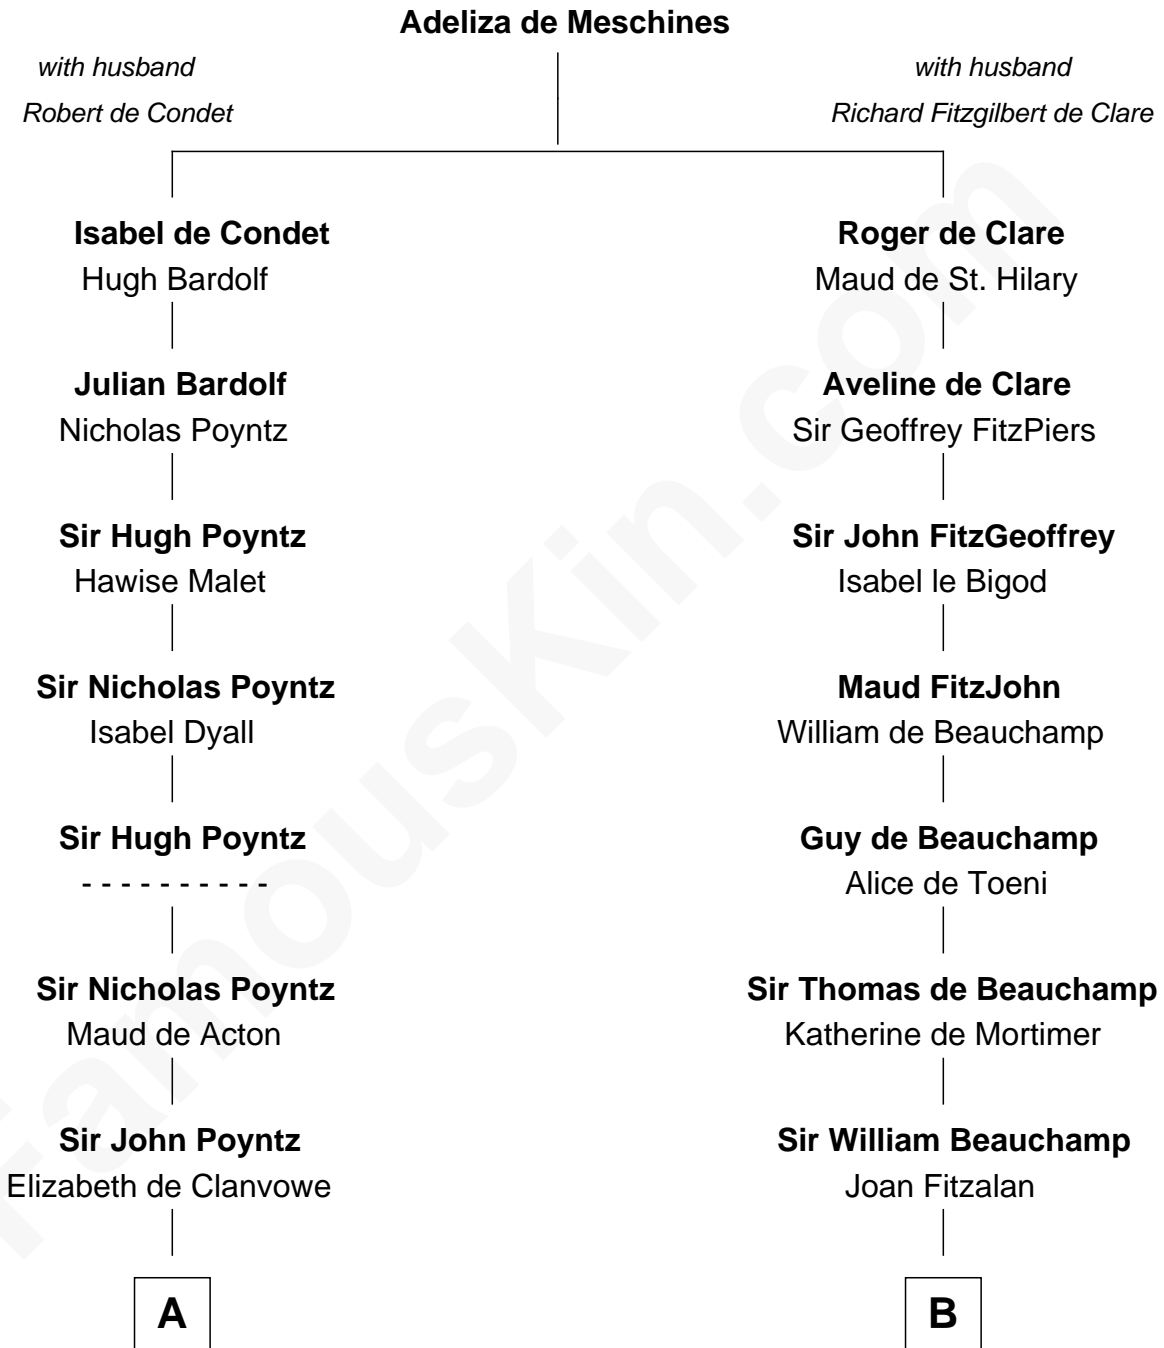 Adeliza de Meschines
with husband
Robert de Condet
with husband
Richard Fitzgilbert de Clare
Isabel de Condet
Hugh Bardolf
Roger de Clare
Maud de St. Hilary
Julian Bardolf
Nicholas Poyntz
Aveline de Clare
Sir Geoffrey FitzPiers
Sir Hugh Poyntz
Hawise Malet
Sir John FitzGeoffrey
Isabel le Bigod
Sir Nicholas Poyntz
Isabel Dyall
Maud FitzJohn
William de Beauchamp
Sir Hugh Poyntz
- - - - - - - - - -
Guy de Beauchamp
Alice de Toeni
Sir Nicholas Poyntz
Maud de Acton
Sir Thomas de Beauchamp
Katherine de Mortimer
Sir John Poyntz
Elizabeth de Clanvowe
Sir William Beauchamp
Joan Fitzalan
A
B
FamousKin.com